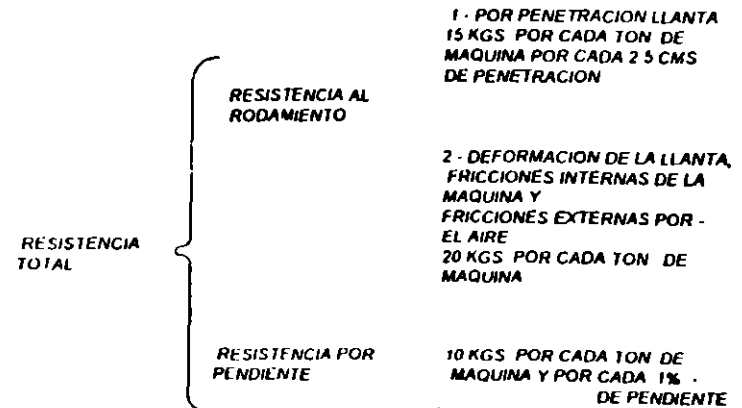 RESISTENCIA
TOTAL
RESISTENCIA AL
RODAMIENTO
1 - POR PENETRACION LLANTA
15 KGS POR CADA TON DE
MAQUINA POR CADA 2 5 CMS
DE PENETRACION
2 - DEFORMACION DE LA LLANTA,
FRICCIONES INTERNAS DE LA
MAQUINA Y
FRICCIONES EXTERNAS POR -
EL AIRE
20 KGS POR CADA TON DE
MAQUINA
RESISTENCIA POR
PENDIENTE
10 KGS POR CADA TON DE
MAQUINA Y POR CADA 1% -
DE PENDIENTE